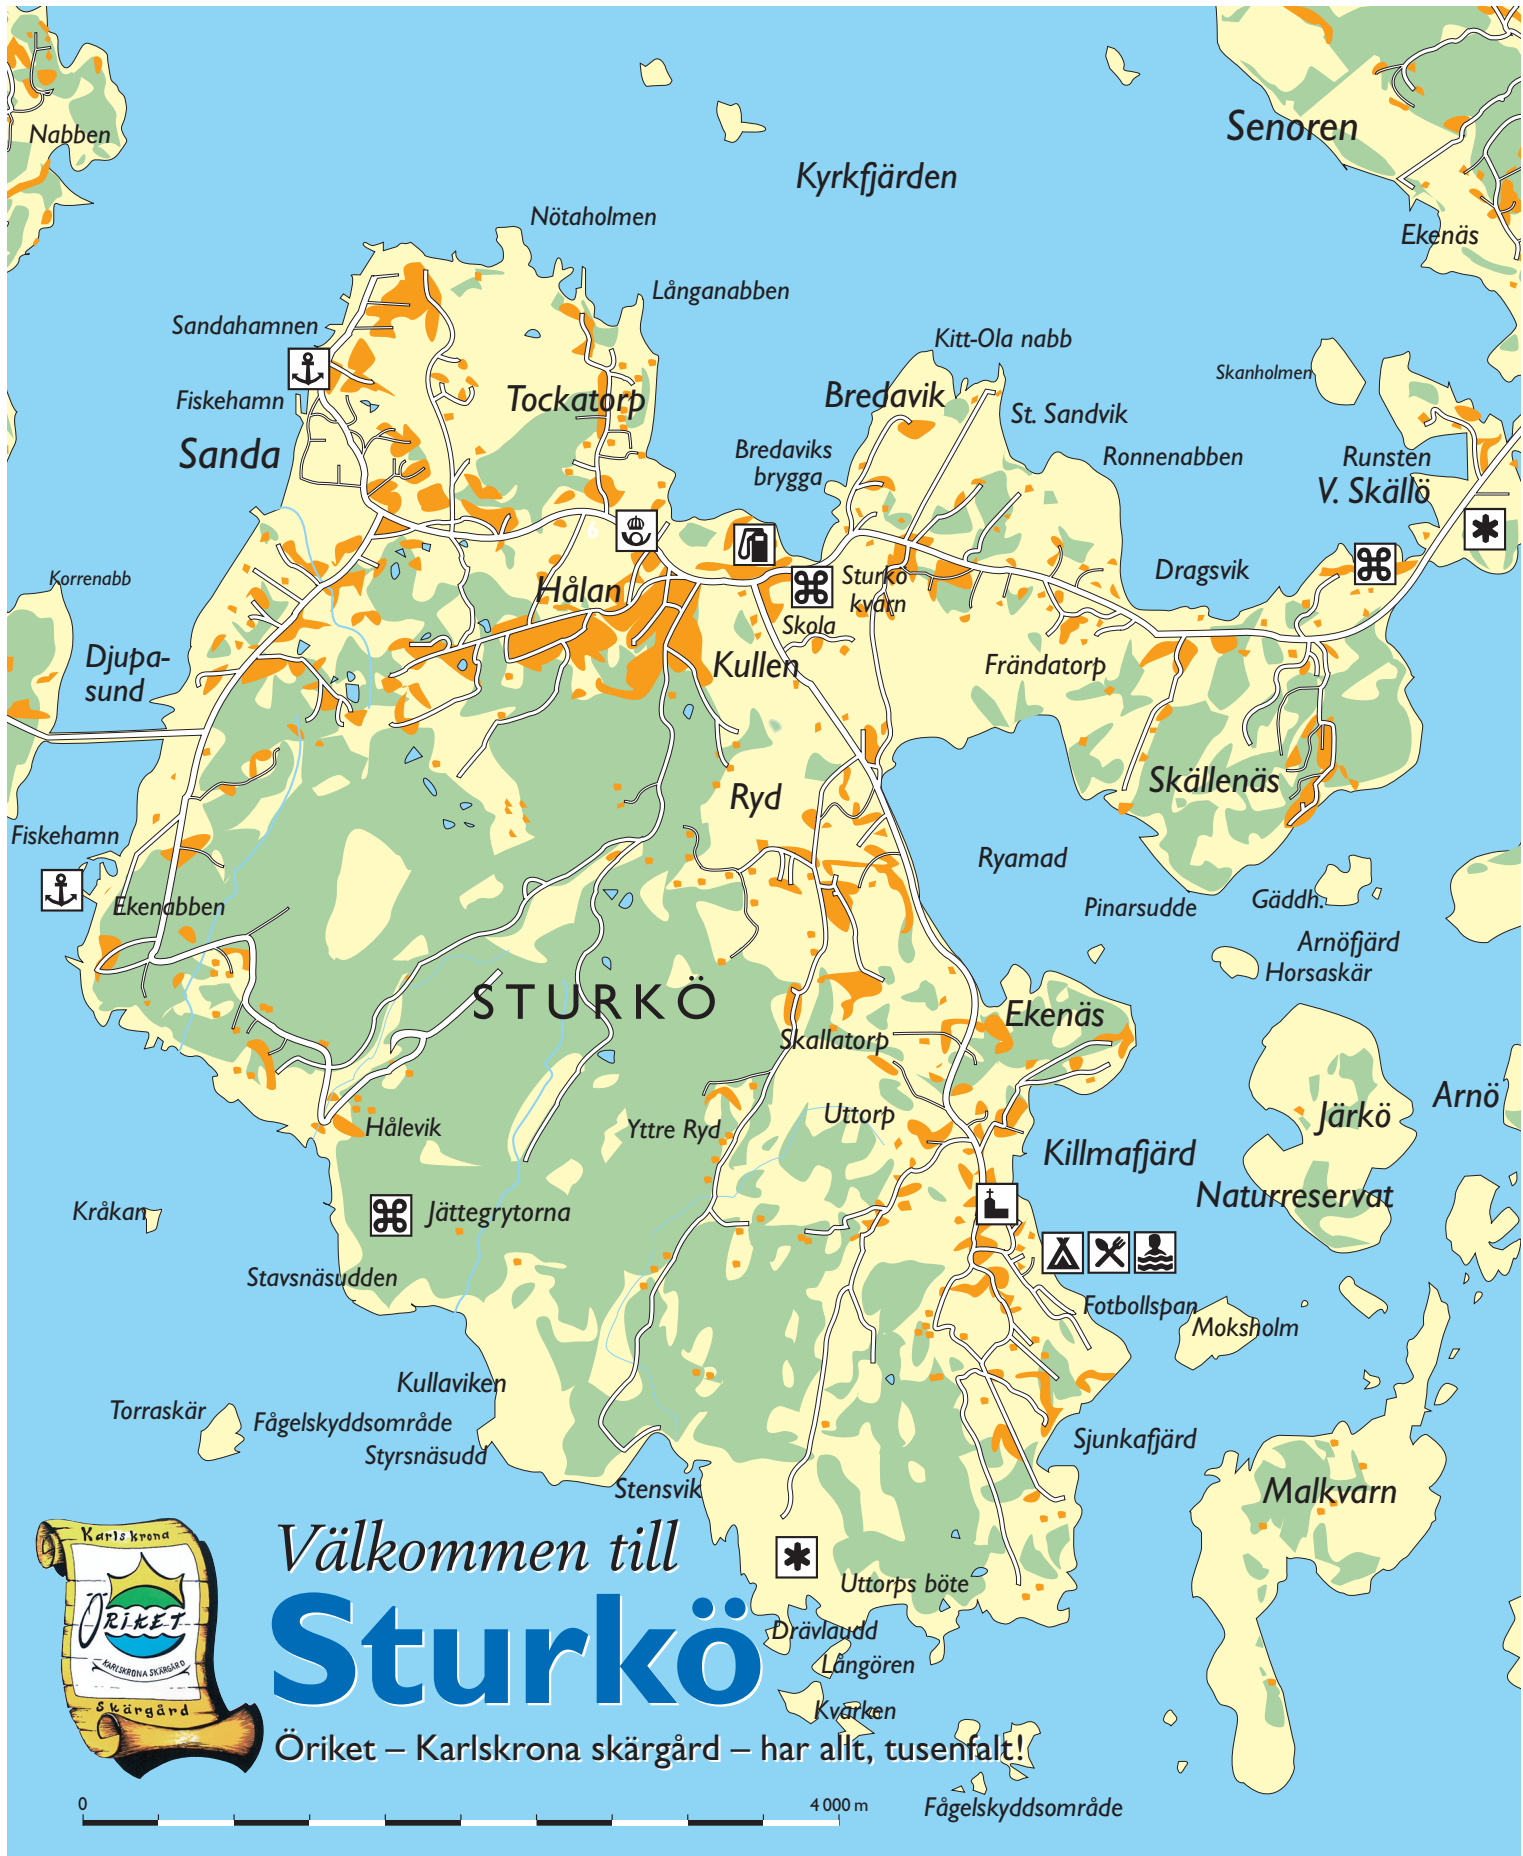 Nabben
Senoren
Kyrkfjärden
Nötaholmen
Ekenäs
Långanabben
Sandahamnen
Kitt-Ola nabb
Skanholmen
Fiskehamn
Tockatorp
Bredavik
St. Sandvik
Sanda
Bredaviks
brygga
Ronnenabben
Runsten
V. Skällö
6
Korrenabb
Hålan
Sturkö
kvarn
Dragsvik
Skola
Djupa-
sund
Kullen
Frändatorp
Ryd
Skällenäs
Fiskehamn
Ryamad
Ekenabben
Pinarsudde
Gäddh.
Arnöfjärd
Horsaskär
STURKÖ
Ekenäs
Skallatorp
Arnö
Järkö
Hålevik
Yttre Ryd
Uttorp
Killmafjärd
Naturreservat
Kråkan
Jättegrytorna
Stavsnäsudden
Fotbollspan
Moksholm
Kullaviken
Torraskär
Fågelskyddsområde
Styrsnäsudd
Sjunkafjärd
Stensvik
Malkvarn
Karlskrona
ÖRIKET
KARLSKRONA SKÄRGÅRD
Skärgård
Välkommen till
Sturkö
Uttorps böte
Drävlaudd
Långören
Kvarken
Öriket – Karlskrona skärgård – har allt, tusenfalt!
0
4 000 m
Fågelskyddsområde